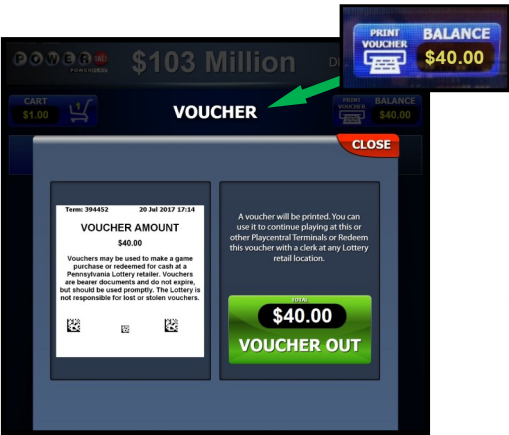 PRINT
VOUCHER
BALANCE
$40.00
POWERBALL
POWERPLAY
$103 Million
CART
$1.00
1
VOUCHER
PRINT
VOUCHER
BALANCE
$40.00
CLOSE
Term: 394452 20 Jul 2017 17:14
VOUCHER AMOUNT
$40.00
Vouchers may be used to make a game
purchase or redeemed for cash at a
Pennsylvania Lottery retailer. Vouchers
are bearer documents and do not expire,
but should be used promptly. The Lottery is
not responsible for lost or stolen vouchers.
A voucher will be printed. You can
use it to continue playing at this or
other Playcentral Terminals or Redeem
this voucher with a clerk at any Lottery
retail location.
TOTAL
$40.00
VOUCHER OUT